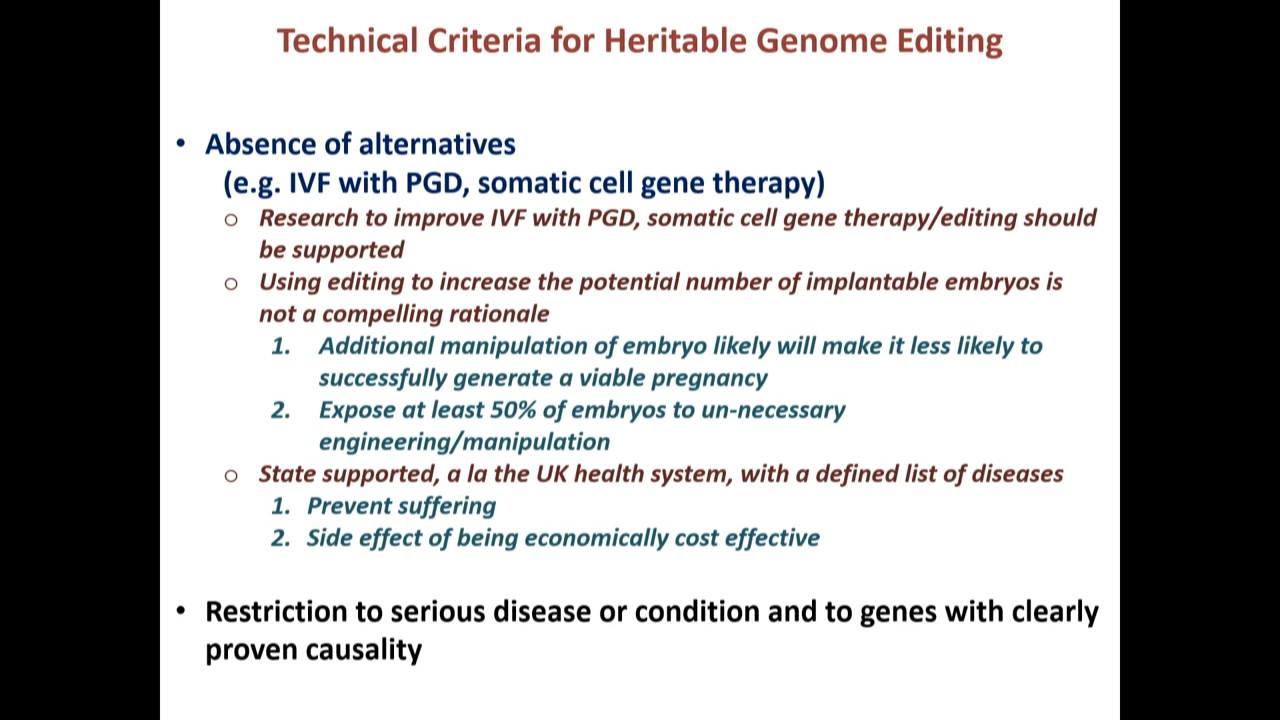 Technical Criteria for Heritable Genome Editing
• Absence of alternatives
(e.g. IVF with PGD, somatic cell gene therapy)
o Research to improve IVF with PGD, somatic cell gene therapy/editing should
be supported
o Using editing to increase the potential number of implantable embryos is
not a compelling rationale
1. Additional manipulation of embryo likely will make it less likely to
successfully generate a viable pregnancy
2. Expose at least 50% of embryos to un-necessary
engineering/manipulation
o State supported, a la the UK health system, with a defined list of diseases
1. Prevent suffering
2. Side effect of being economically cost effective
• Restriction to serious disease or condition and to genes with clearly
proven causality